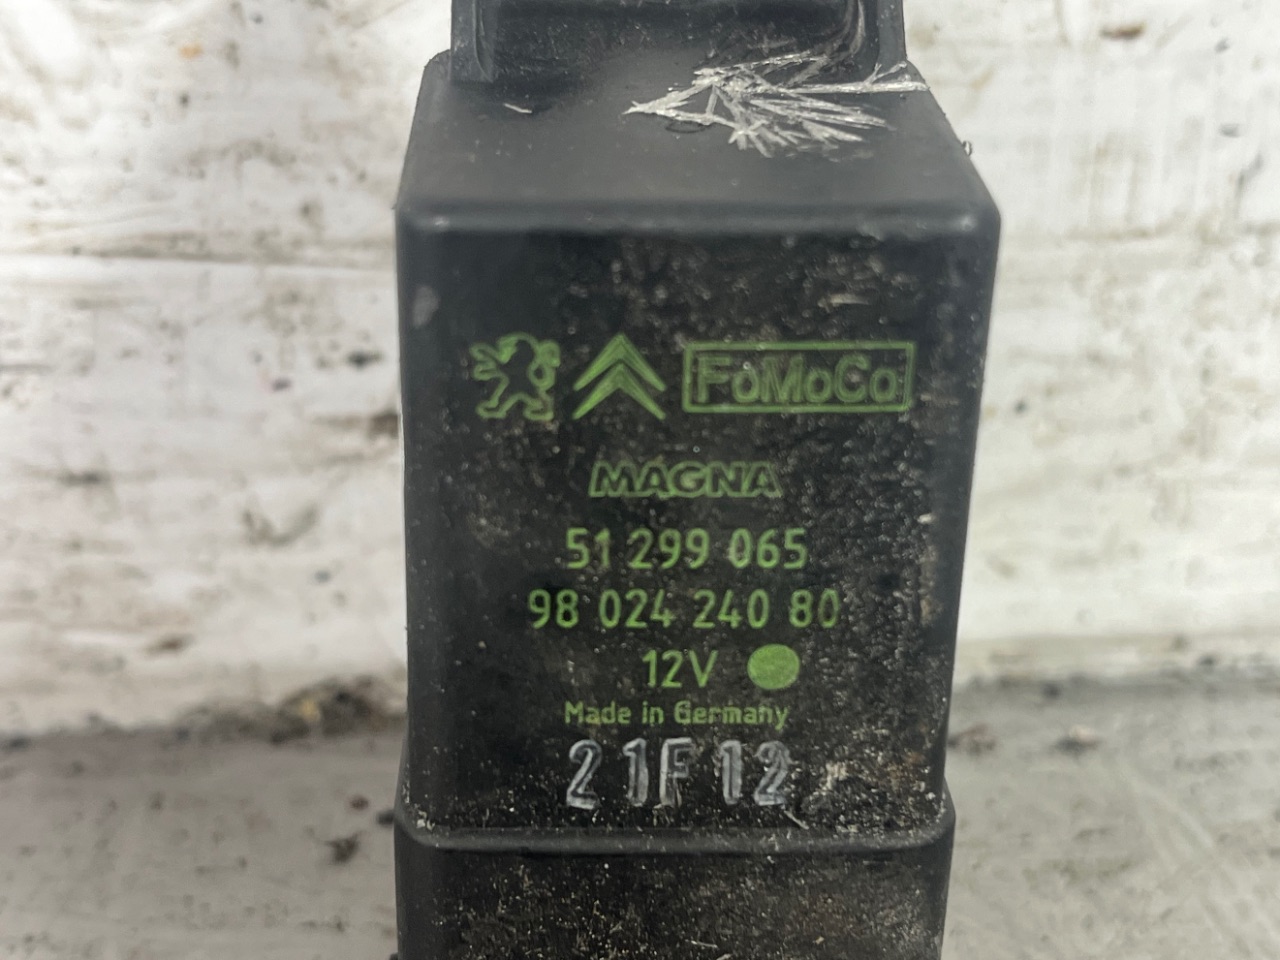 FoMoCo
MAGNA
51 299 065
98 024 240 80
12V
Made in Germany
21F12